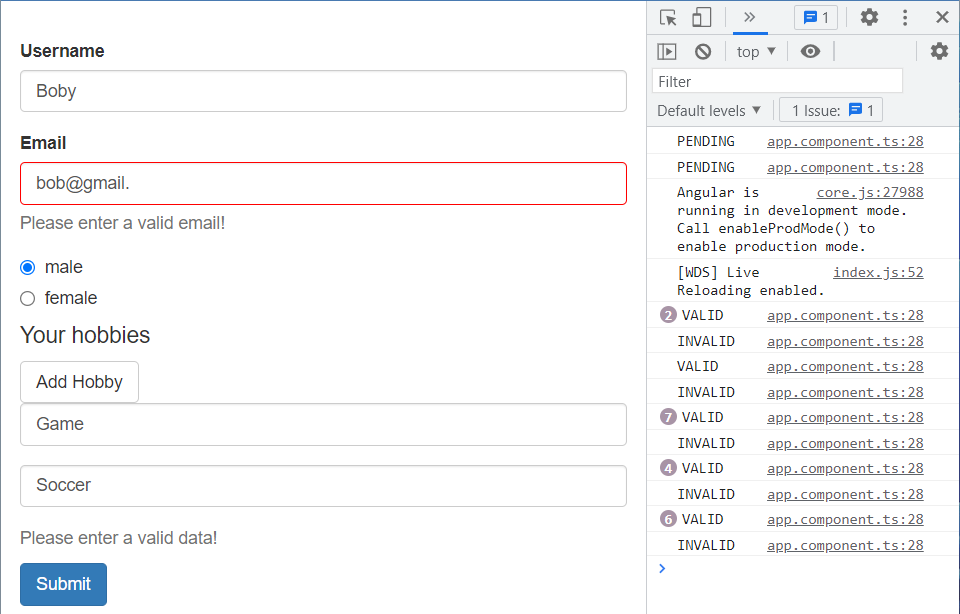 Username
Boby
Email
bob@gmail.
Please enter a valid email!
male
female
Your hobbies
Add Hobby
Game
Soccer
Please enter a valid data!
Submit
1
top ▼
Filter
Default levels ▼ 1 Issue: 1
PENDING app.component.ts:28
PENDING app.component.ts:28
Angular is core.js:27988
running in development mode.
Call enableProdMode() to
enable production mode.
[WDS] Live index.js:52
Reloading enabled.
2 VALID app.component.ts:28
INVALID app.component.ts:28
VALID app.component.ts:28
INVALID app.component.ts:28
7 VALID app.component.ts:28
INVALID app.component.ts:28
4 VALID app.component.ts:28
INVALID app.component.ts:28
6 VALID app.component.ts:28
INVALID app.component.ts:28